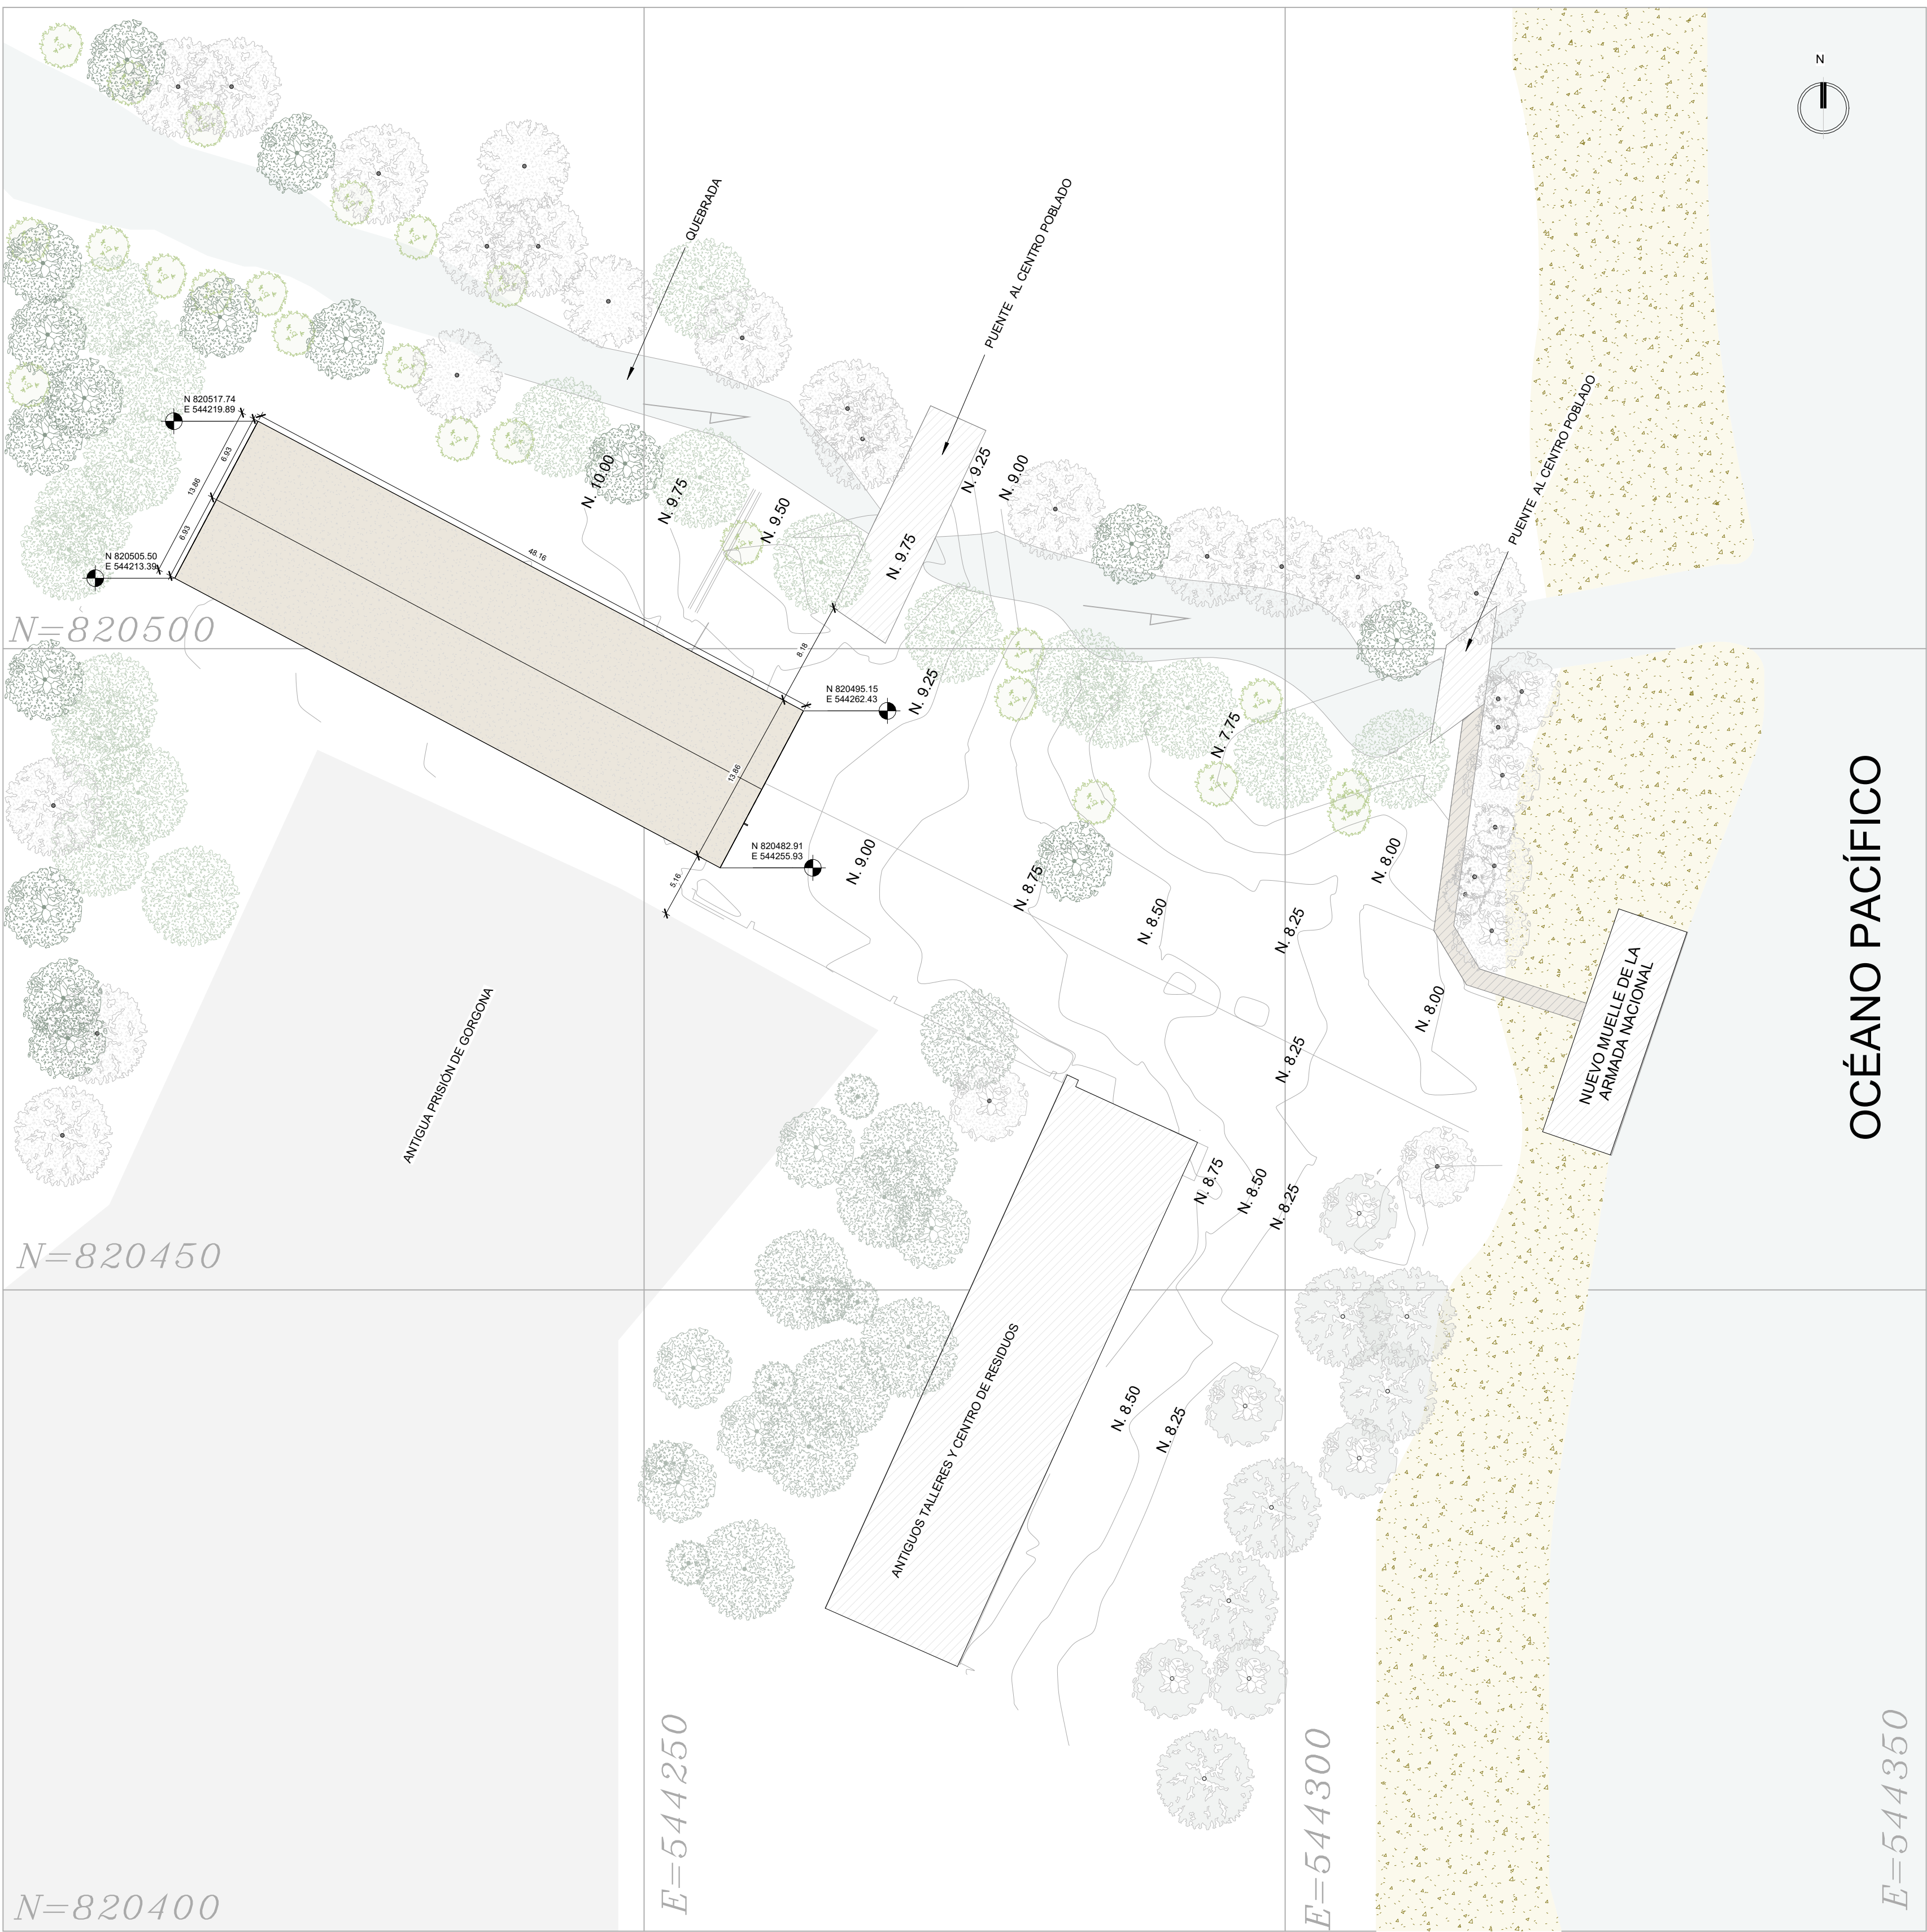 N
QUEBRADA
PUENTE AL CENTRO POBLADO
PUENTE AL CENTRO POBLADO
N 820517.74
E 544219.89
6.93
13.86
6.93
48.16
N 820505.50
E 544213.39
N. 10.00
N. 9.75
N. 9.50
N. 9.75
N. 9.25
N. 9.00
N=820500
8.18
N 820495.15
E 544262.43
N. 9.25
N. 7.75
13.86
N 820482.91
E 544255.93
5.16
N. 9.00
N. 8.75
N. 8.50
N. 8.25
N. 8.00
OCÉANO PACÍFICO
ANTIGUA PRISIÓN DE GORGONA
N. 8.25
N. 8.00
NUEVO MUELLE DE LA
ARMADA NACIONAL
N. 8.75
N. 8.50
N. 8.25
N=820450
ANTIGUOS TALLERES Y CENTRO DE RESIDUOS
N. 8.50
N. 8.25
E=544250
E=544300
E=544350
N=820400